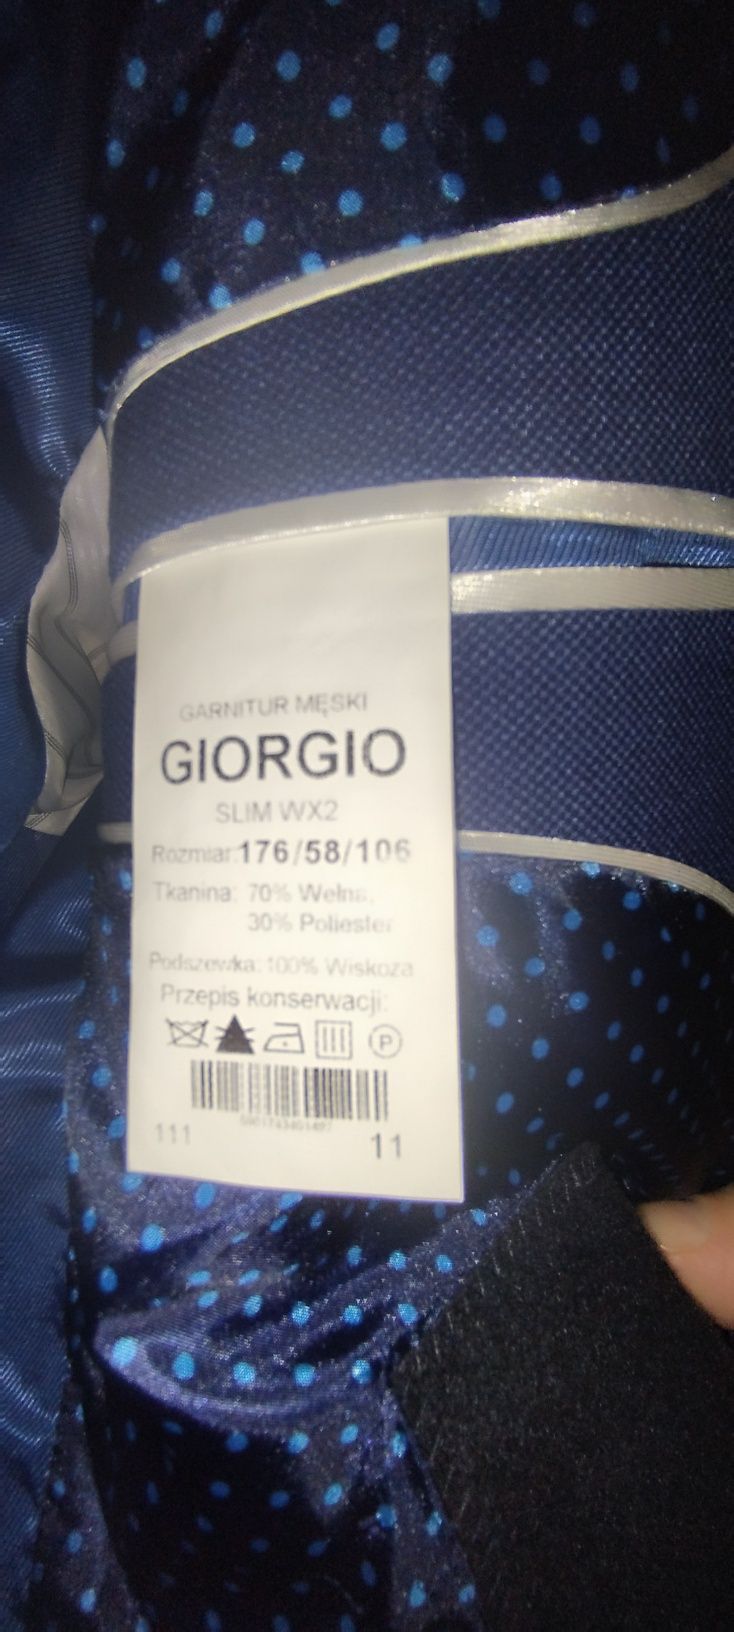 GARNITUR MĘSKI
GIORGIO
SLIM WX2
Rozmiar:176/58/106
Tkanina: 70% Wełna,
30% Poliester
Podszewka:100% Wiskoza
Przepis konserwacji:
P
111
11